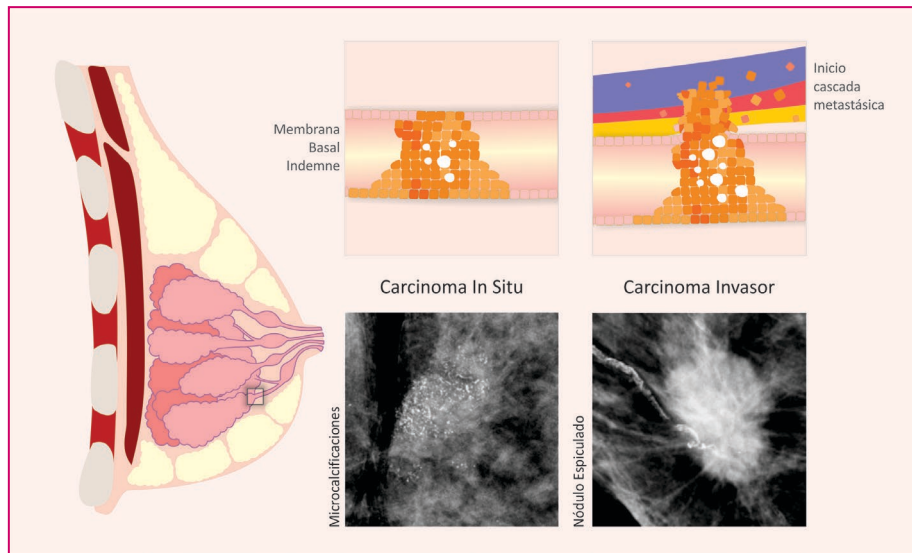 Membrana
Basal
Indemne
Inicio
cascada
metastásica
Carcinoma In Situ
Carcinoma Invasor
Microcalcificaciones
Nódulo Espiculado